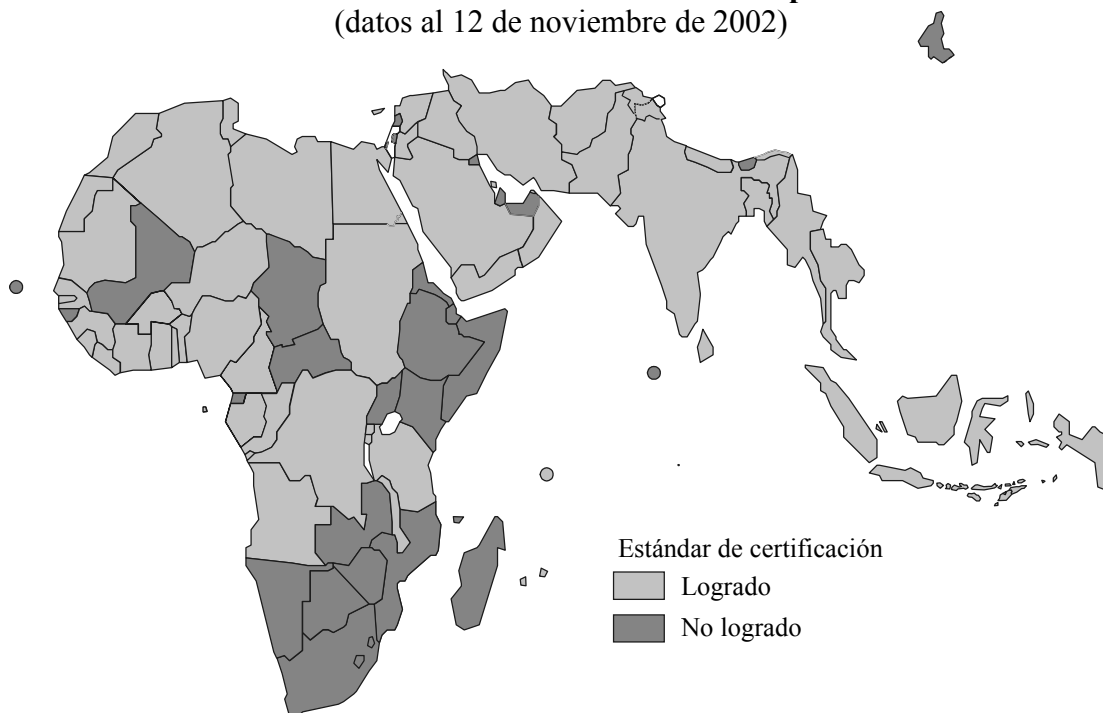 (datos al 12 de noviembre de 2002)
Estándar de certificación
Logrado
No logrado